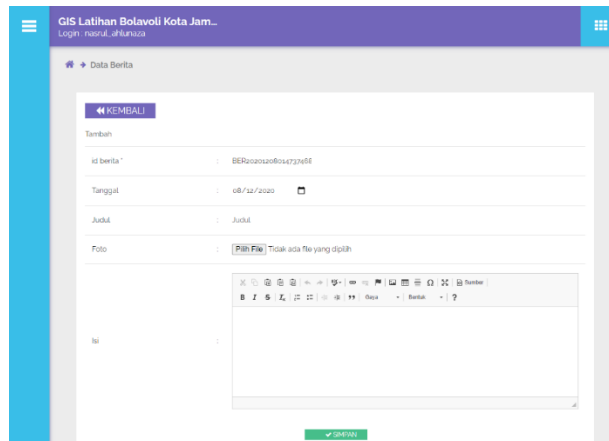 GIS Latihan Bolavoli Kota Jam...
Login : nasrul_ahlunaza
Data Berita
KEMBALI
Tambah
id berita * :
Tanggal : 08/12/2020
Judul : Judul
Foto : Pilih File Tidak ada file yang dipilih
Sumber
B I S Ix Gaya Bentuk ?
Isi :
SIMPAN